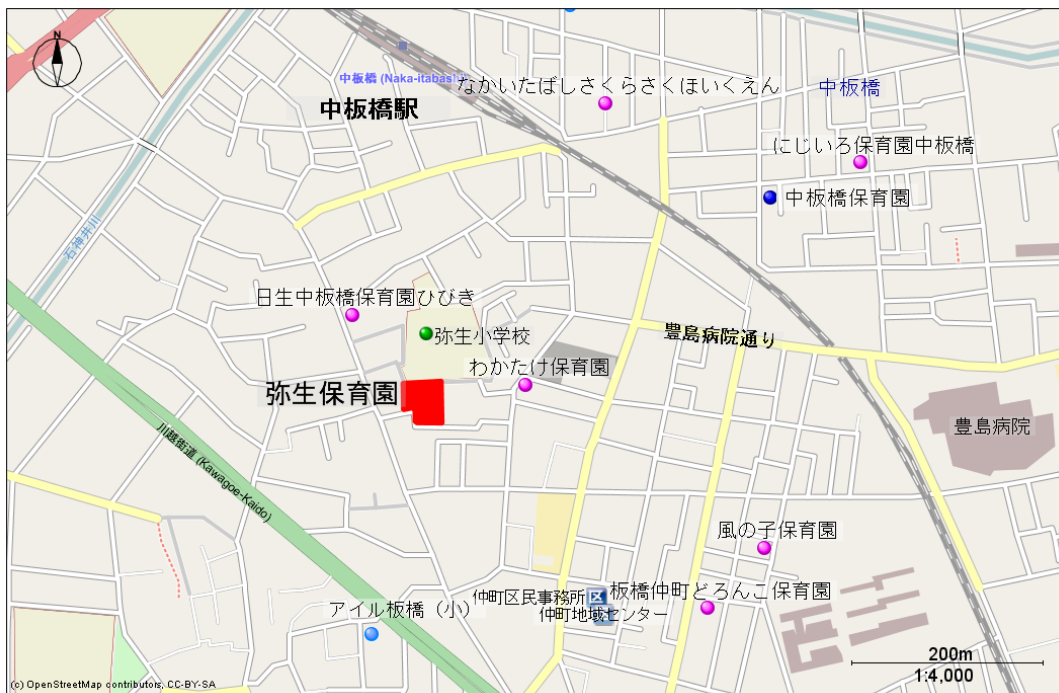 N
中板橋 (Naka-itabashi)
中板橋駅
なかいたばしさくらさくほいくえん
中板橋
にじいろ保育園中板橋
中板橋保育園
石神井川
日生中板橋保育園ひびき
弥生小学校
豊島病院通り
わかたけ保育園
弥生保育園
豊島病院
川越街道 (Kawagoe-Kaido)
風の子保育園
仲町区民事務所
区
板橋仲町どろんこ保育園
仲町地域センター
アイル板橋（小）
200m
1:4,000
(c) OpenStreetMap contributors, CC-BY-SA